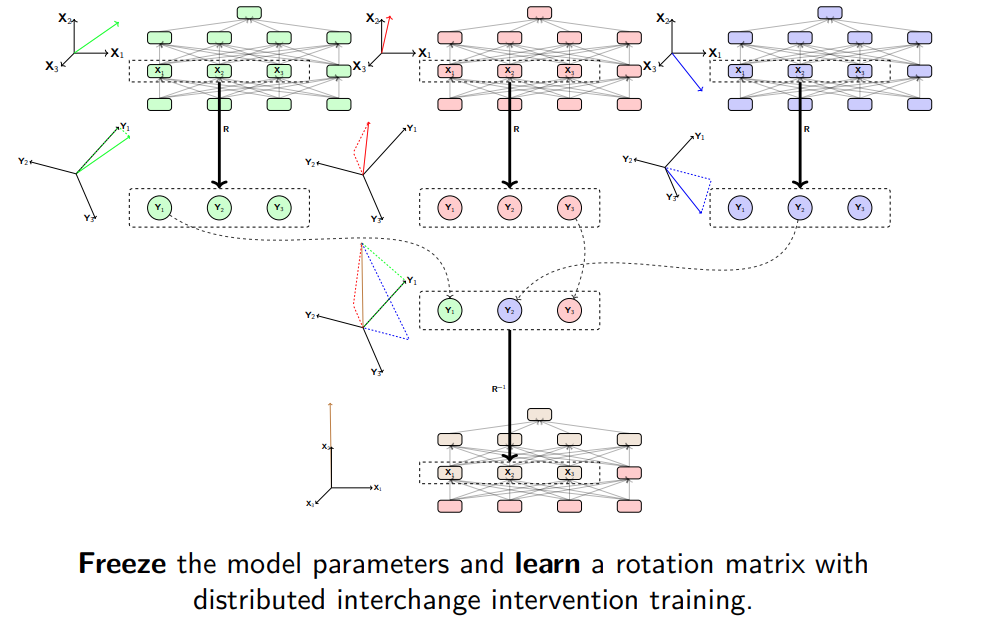 X₂ X₁ X₃ X₁ X₂ X₃
X₂ X₁ X₃ X₁ X₂ X₃
X₂ X₁ X₃ X₁ X₂ X₃
R R R
Y₁ Y₂ Y₃ Y₁ Y₂ Y₃
Y₁ Y₂ Y₃ Y₁ Y₂ Y₃
Y₁ Y₂ Y₃ Y₁ Y₂ Y₃
Y₁ Y₂ Y₃ Y₁ Y₂ Y₃
R⁻¹
X₁ X₁ X₂ X₃
Freeze the model parameters and learn a rotation matrix with
distributed interchange intervention training.